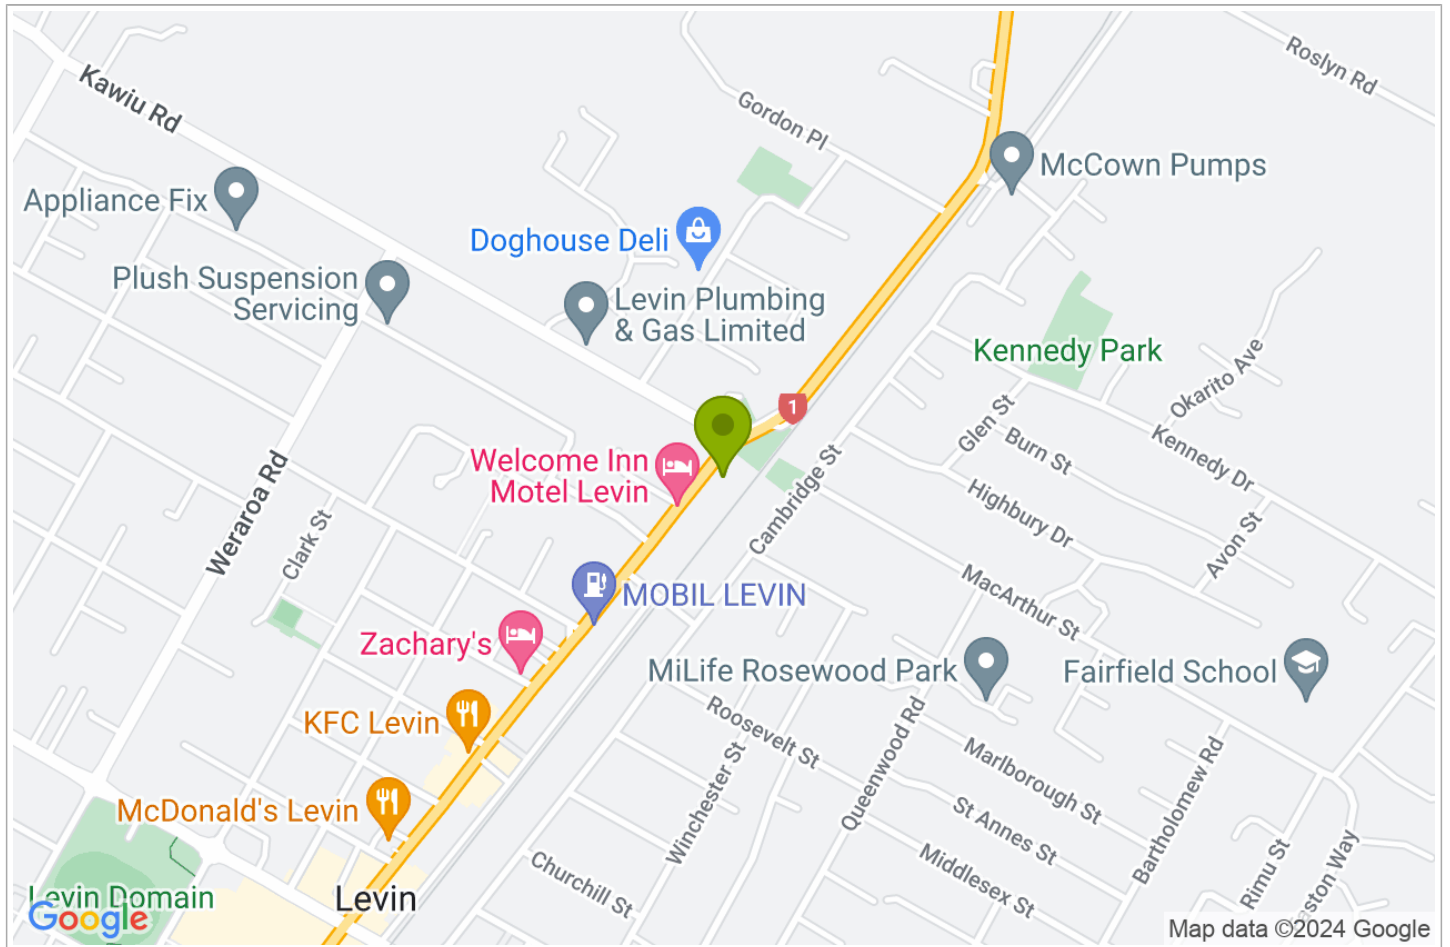 Roslyn Rd
Kawiu Rd
Gordon Pl
McCown Pumps
Appliance Fix
Doghouse Deli
Plush Suspension
Servicing
Levin Plumbing
& Gas Limited
Kennedy Park
Okarito Ave
1
Glen St
Burn St
Kennedy Dr
Welcome Inn
Motel Levin
Weraroa Rd
Clark St
Cambridge St
Highbury Dr
Avon St
MOBIL LEVIN
MacArthur St
Zachary's
MiLife Rosewood Park
Fairfield School
KFC Levin
Roosevelt St
Queenwood Rd
Marlborough St
Winchester St
Bartholomew Rd
McDonald's Levin
St Annes St
Middlesex St
Churchill St
Rimu St
aston Way
Levin Domain
Levin
Google
Map data ©2024 Google